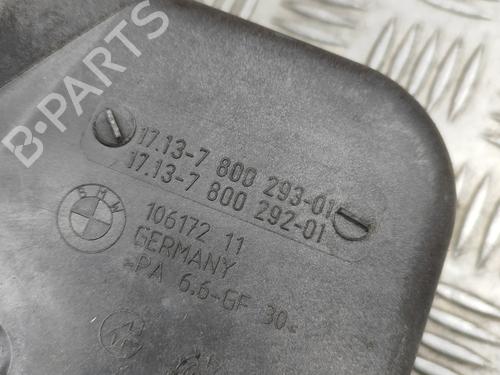 B-PARTS
17.13-7 800 293-01
17.13-7 800 292-01
BMW
106172 11
GERMANY
>PA 6.6-GF 30<